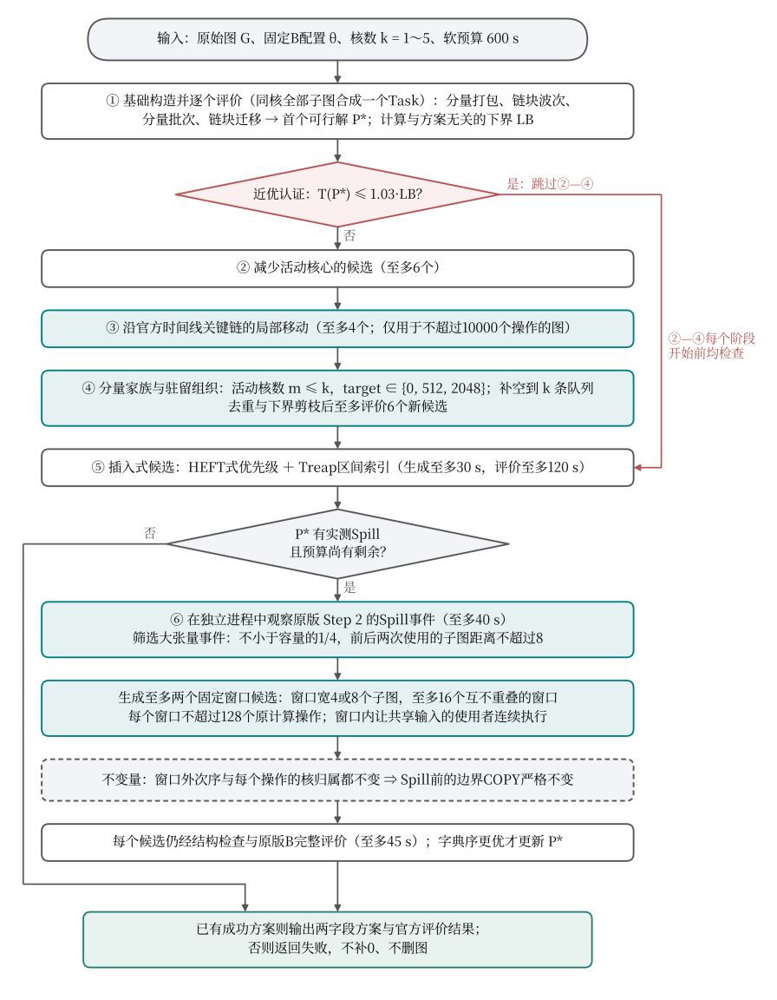 输入：原始图 G、固定B配置 θ、核数 k = 1～5、软预算 600 s
① 基础构造并逐个评价（同核全部子图合成一个Task）：分量打包、链块波次、
分量批次、链块迁移 → 首个可行解 P*；计算与方案无关的下界 LB
近优认证：T(P*) ⩽ 1.03·LB?
是：跳过②—④
否
② 减少活动核心的候选（至多6个）
③ 沿官方时间线关键链的局部移动（至多4个；仅用于不超过10000个操作的图）
②—④每个阶段
开始前均检查
④ 分量家族与驻留组织：活动核数 m ⩽ k，target ∈ {0, 512, 2048}；补空到 k 条队列
去重与下界剪枝后至多评价6个新候选
⑤ 插入式候选：HEFT式优先级 ＋ Treap区间索引（生成至多30 s，评价至多120 s）
否
P* 有实测Spill
且预算尚有剩余？
是
⑥ 在独立进程中观察原版 Step 2 的Spill事件（至多40 s）
筛选大张量事件：不小于容量的1/4，前后两次使用的子图距离不超过8
生成至多两个固定窗口候选：窗口宽4或8个子图，至多16个互不重叠的窗口
每个窗口不超过128个原计算操作；窗口内让共享输入的使用者连续执行
不变量：窗口外次序与每个操作的核归属都不变 ⇒ Spill前的边界COPY严格不变
每个候选仍经结构检查与原版B完整评价（至多45 s）；字典序更优才更新 P*
已有成功方案则输出两字段方案与官方评价结果；
否则返回失败，不补0、不删图